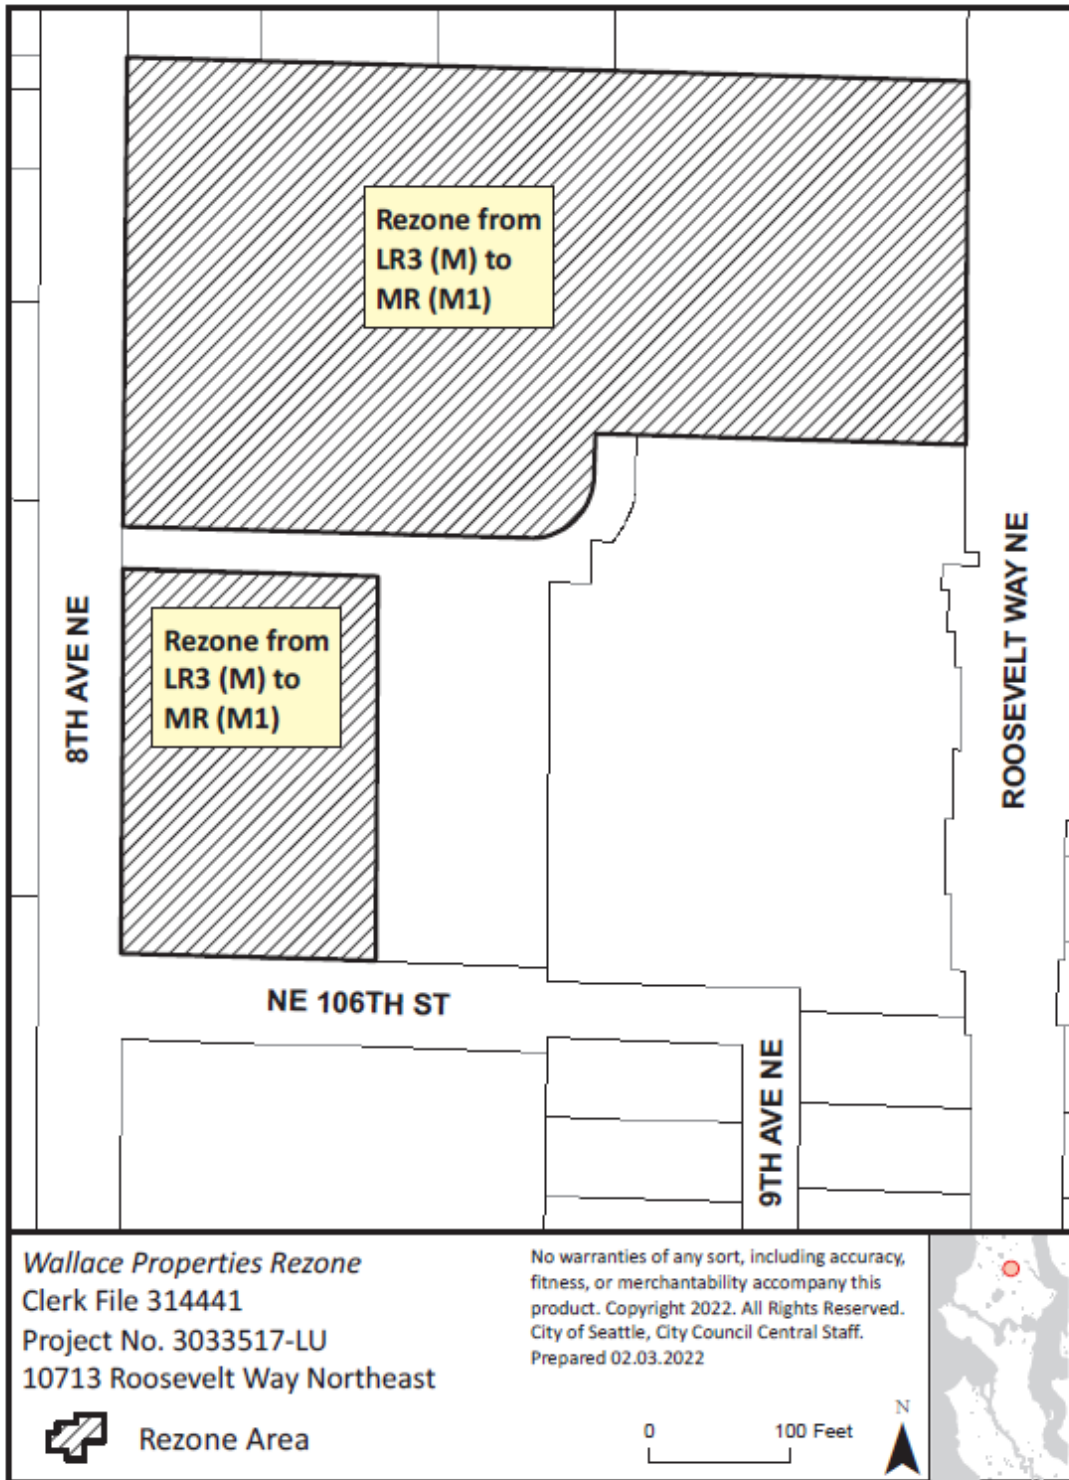 Rezone from
LR3 (M) to
MR (M1)
Rezone from
LR3 (M) to
MR (M1)
8TH AVE NE
ROOSEVELT WAY NE
NE 106TH ST
9TH AVE NE
Wallace Properties Rezone
Clerk File 314441
Project No. 3033517-LU
10713 Roosevelt Way Northeast
Rezone Area
No warranties of any sort, including accuracy,
fitness, or merchantability accompany this
product. Copyright 2022. All Rights Reserved.
City of Seattle, City Council Central Staff.
Prepared 02.03.2022
0 100 Feet
N